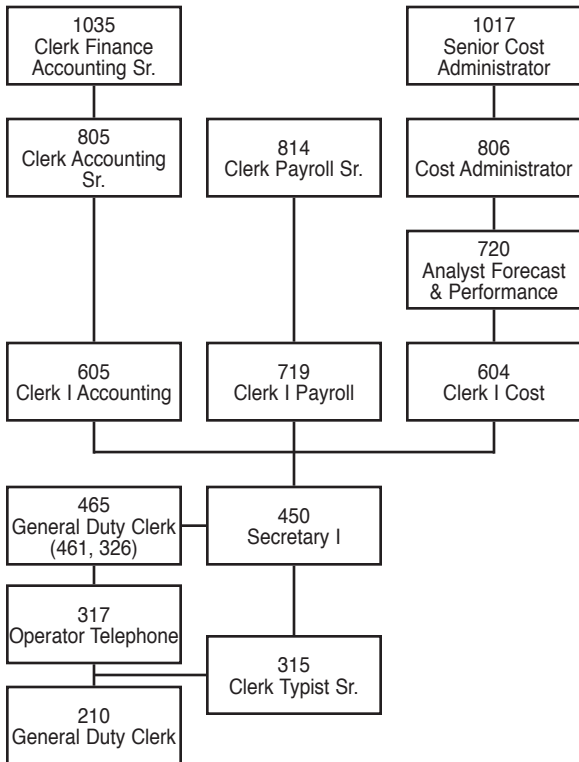 1035
Clerk Finance
Accounting Sr.
1017
Senior Cost
Administrator
805
Clerk Accounting
Sr.
814
Clerk Payroll Sr.
806
Cost Administrator
720
Analyst Forecast
& Performance
605
Clerk I Accounting
719
Clerk I Payroll
604
Clerk I Cost
465
General Duty Clerk
(461, 326)
450
Secretary I
317
Operator Telephone
315
Clerk Typist Sr.
210
General Duty Clerk